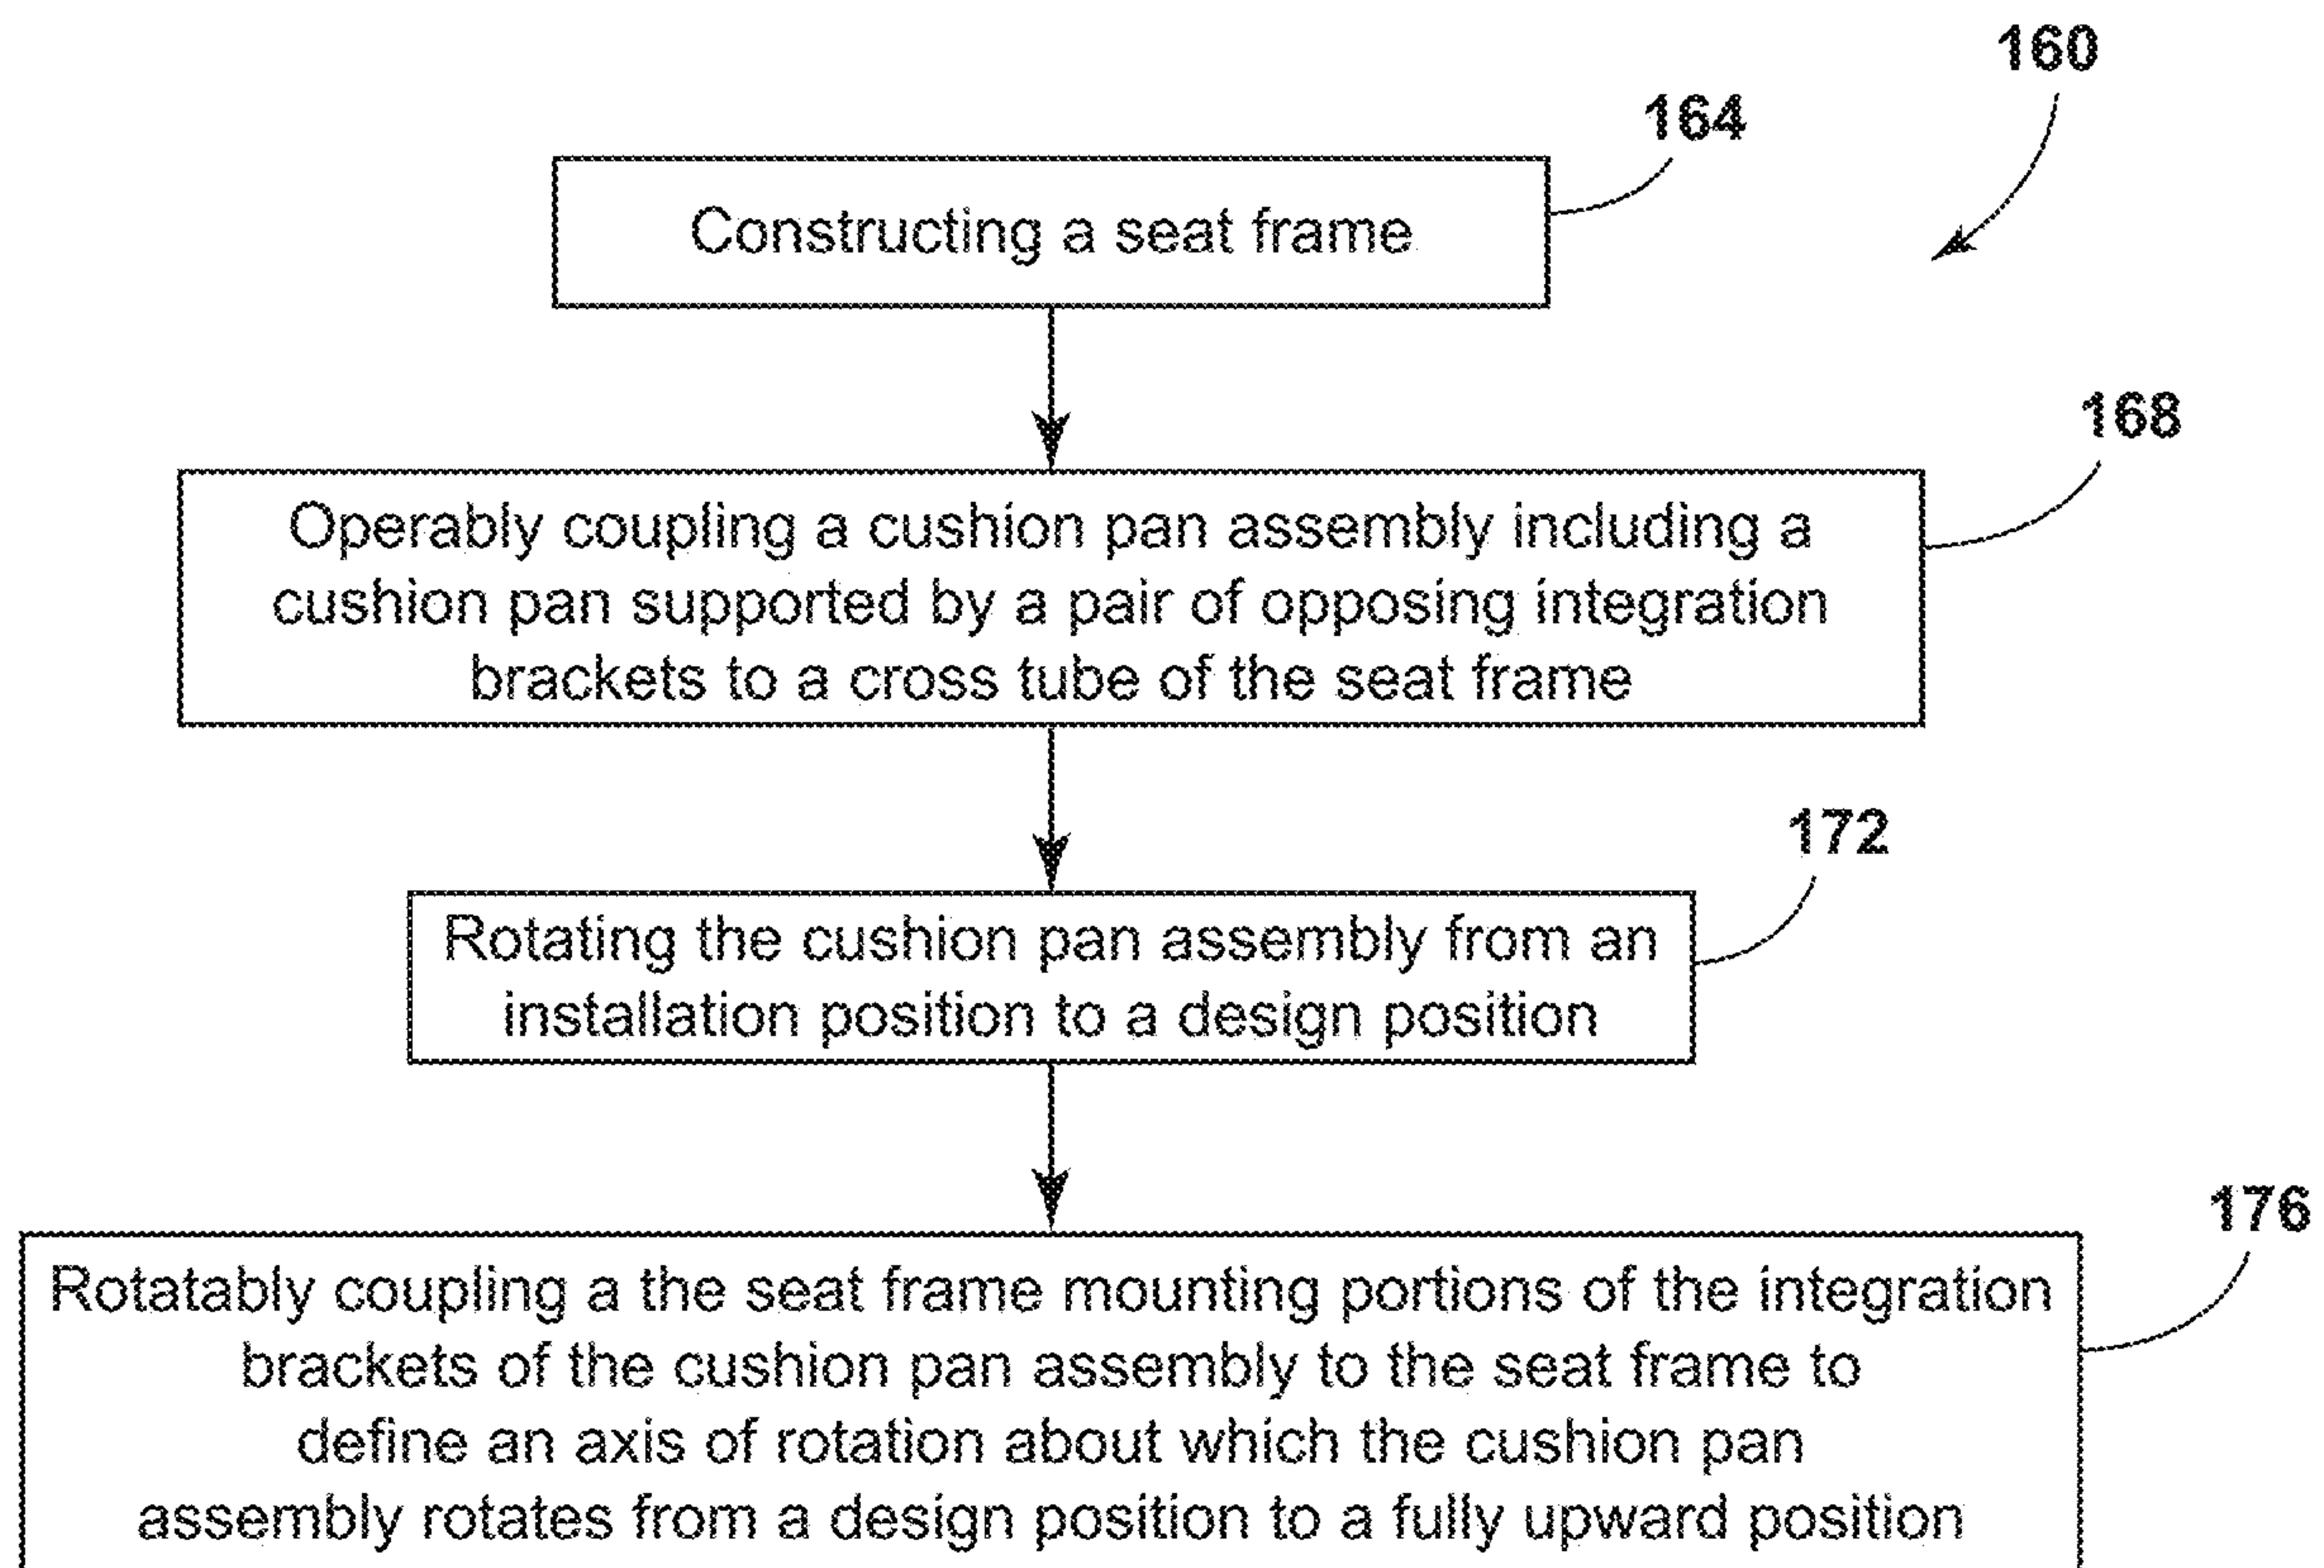 160
164
Constructing a seat frame
168
Operably coupling a cushion pan assembly including a
cushion pan supported by a pair of opposing integration
brackets to a cross tube of the seat frame
172
Rotating the cushion pan assembly from an
installation position to a design position
176
Rotatably coupling a the seat frame mounting portions of the integration
brackets of the cushion pan assembly to the seat frame to
define an axis of rotation about which the cushion pan
assembly rotates from a design position to a fully upward position